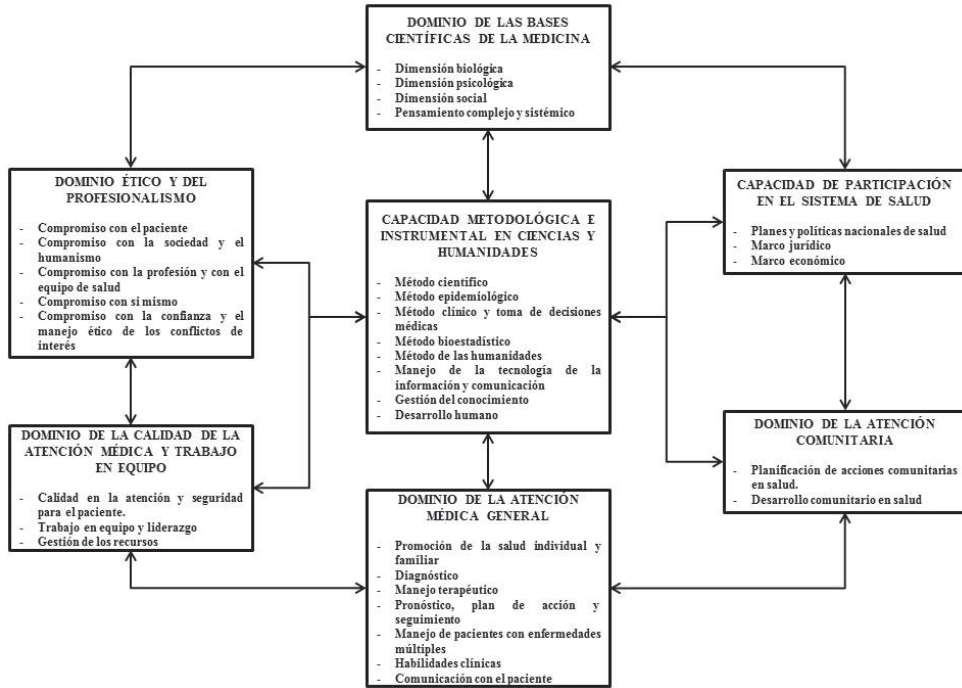 DOMINIO DE LAS BASES
CIENTÍFICAS DE LA MEDICINA
- Dimensión biológica
- Dimensión psicológica
- Dimensión social
- Pensamiento complejo y sistémico
DOMINIO ÉTICO Y DEL
PROFESIONALISMO
- Compromiso con el paciente
- Compromiso con la sociedad y el
humanismo
- Compromiso con la profesión y con el
equipo de salud
- Compromiso con si mismo
- Compromiso con la confianza y el
manejo ético de los conflictos de
interés
CAPACIDAD METODOLÓGICA E
INSTRUMENTAL EN CIENCIAS Y
HUMANIDADES
- Método científico
- Método epidemiológico
- Método clínico y toma de decisiones
médicas
- Método bioestadístico
- Método de las humanidades
- Manejo de la tecnología de la
información y comunicación
- Gestión del conocimiento
- Desarrollo humano
CAPACIDAD DE PARTICIPACIÓN
EN EL SISTEMA DE SALUD
- Planes y políticas nacionales de salud
- Marco jurídico
- Marco económico
DOMINIO DE LA CALIDAD DE LA
ATENCIÓN MÉDICA Y TRABAJO
EN EQUIPO
- Calidad en la atención y seguridad
para el paciente.
- Trabajo en equipo y liderazgo
- Gestión de los recursos
DOMINIO DE LA ATENCIÓN
MÉDICA GENERAL
- Promoción de la salud individual y
familiar
- Diagnóstico
- Manejo terapéutico
- Pronóstico, plan de acción y
seguimiento
- Manejo de pacientes con enfermedades
múltiples
- Habilidades clínicas
- Comunicación con el paciente
DOMINIO DE LA ATENCIÓN
COMUNITARIA
- Planificación de acciones comunitarias
en salud.
- Desarrollo comunitario en salud